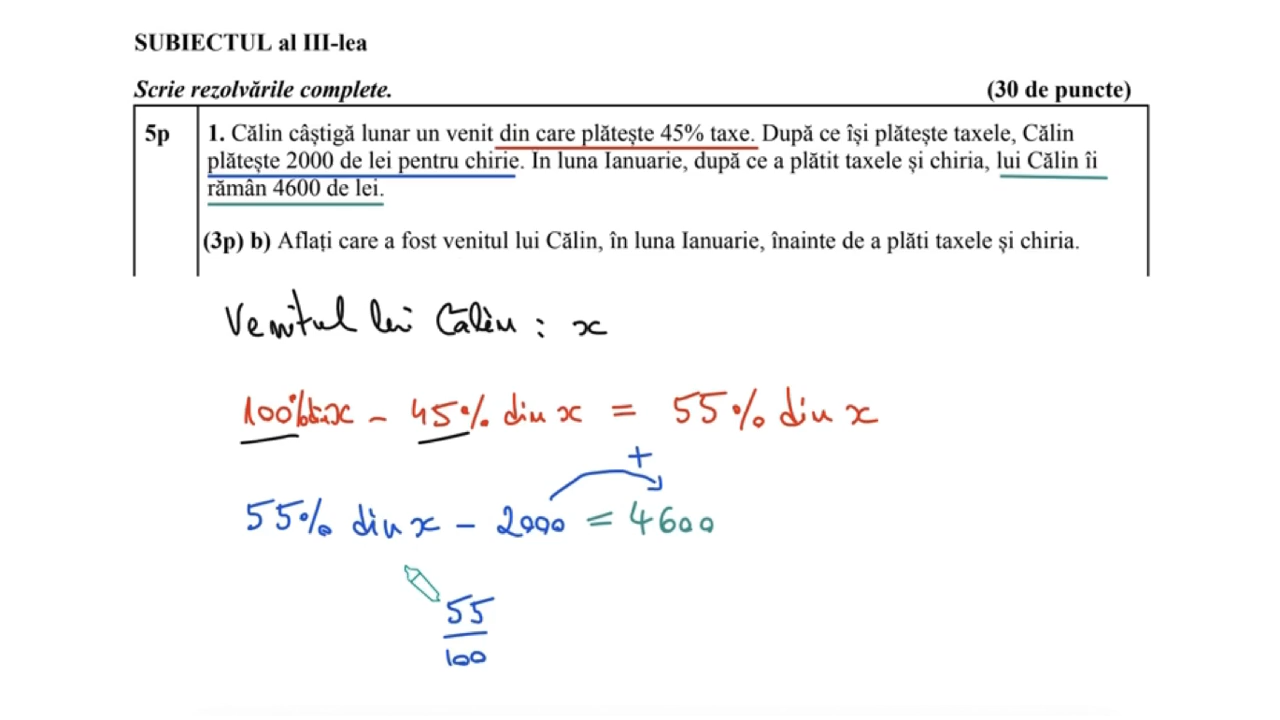 SUBIECTUL al III-lea
Scrie rezolvările complete. (30 de puncte)
5p 1. Călin câștigă lunar un venit din care plătește 45% taxe. După ce își plătește taxele, Călin
plătește 2000 de lei pentru chirie. In luna Ianuarie, după ce a plătit taxele și chiria, lui Călin îi
rămân 4600 de lei.
(3p) b) Aflați care a fost venitul lui Călin, în luna Ianuarie, înainte de a plăti taxele și chiria.
Venitul lui Călin : x
100% din x - 45% din x = 55% din x
+
55% din x - 2000 = 4600
55
100